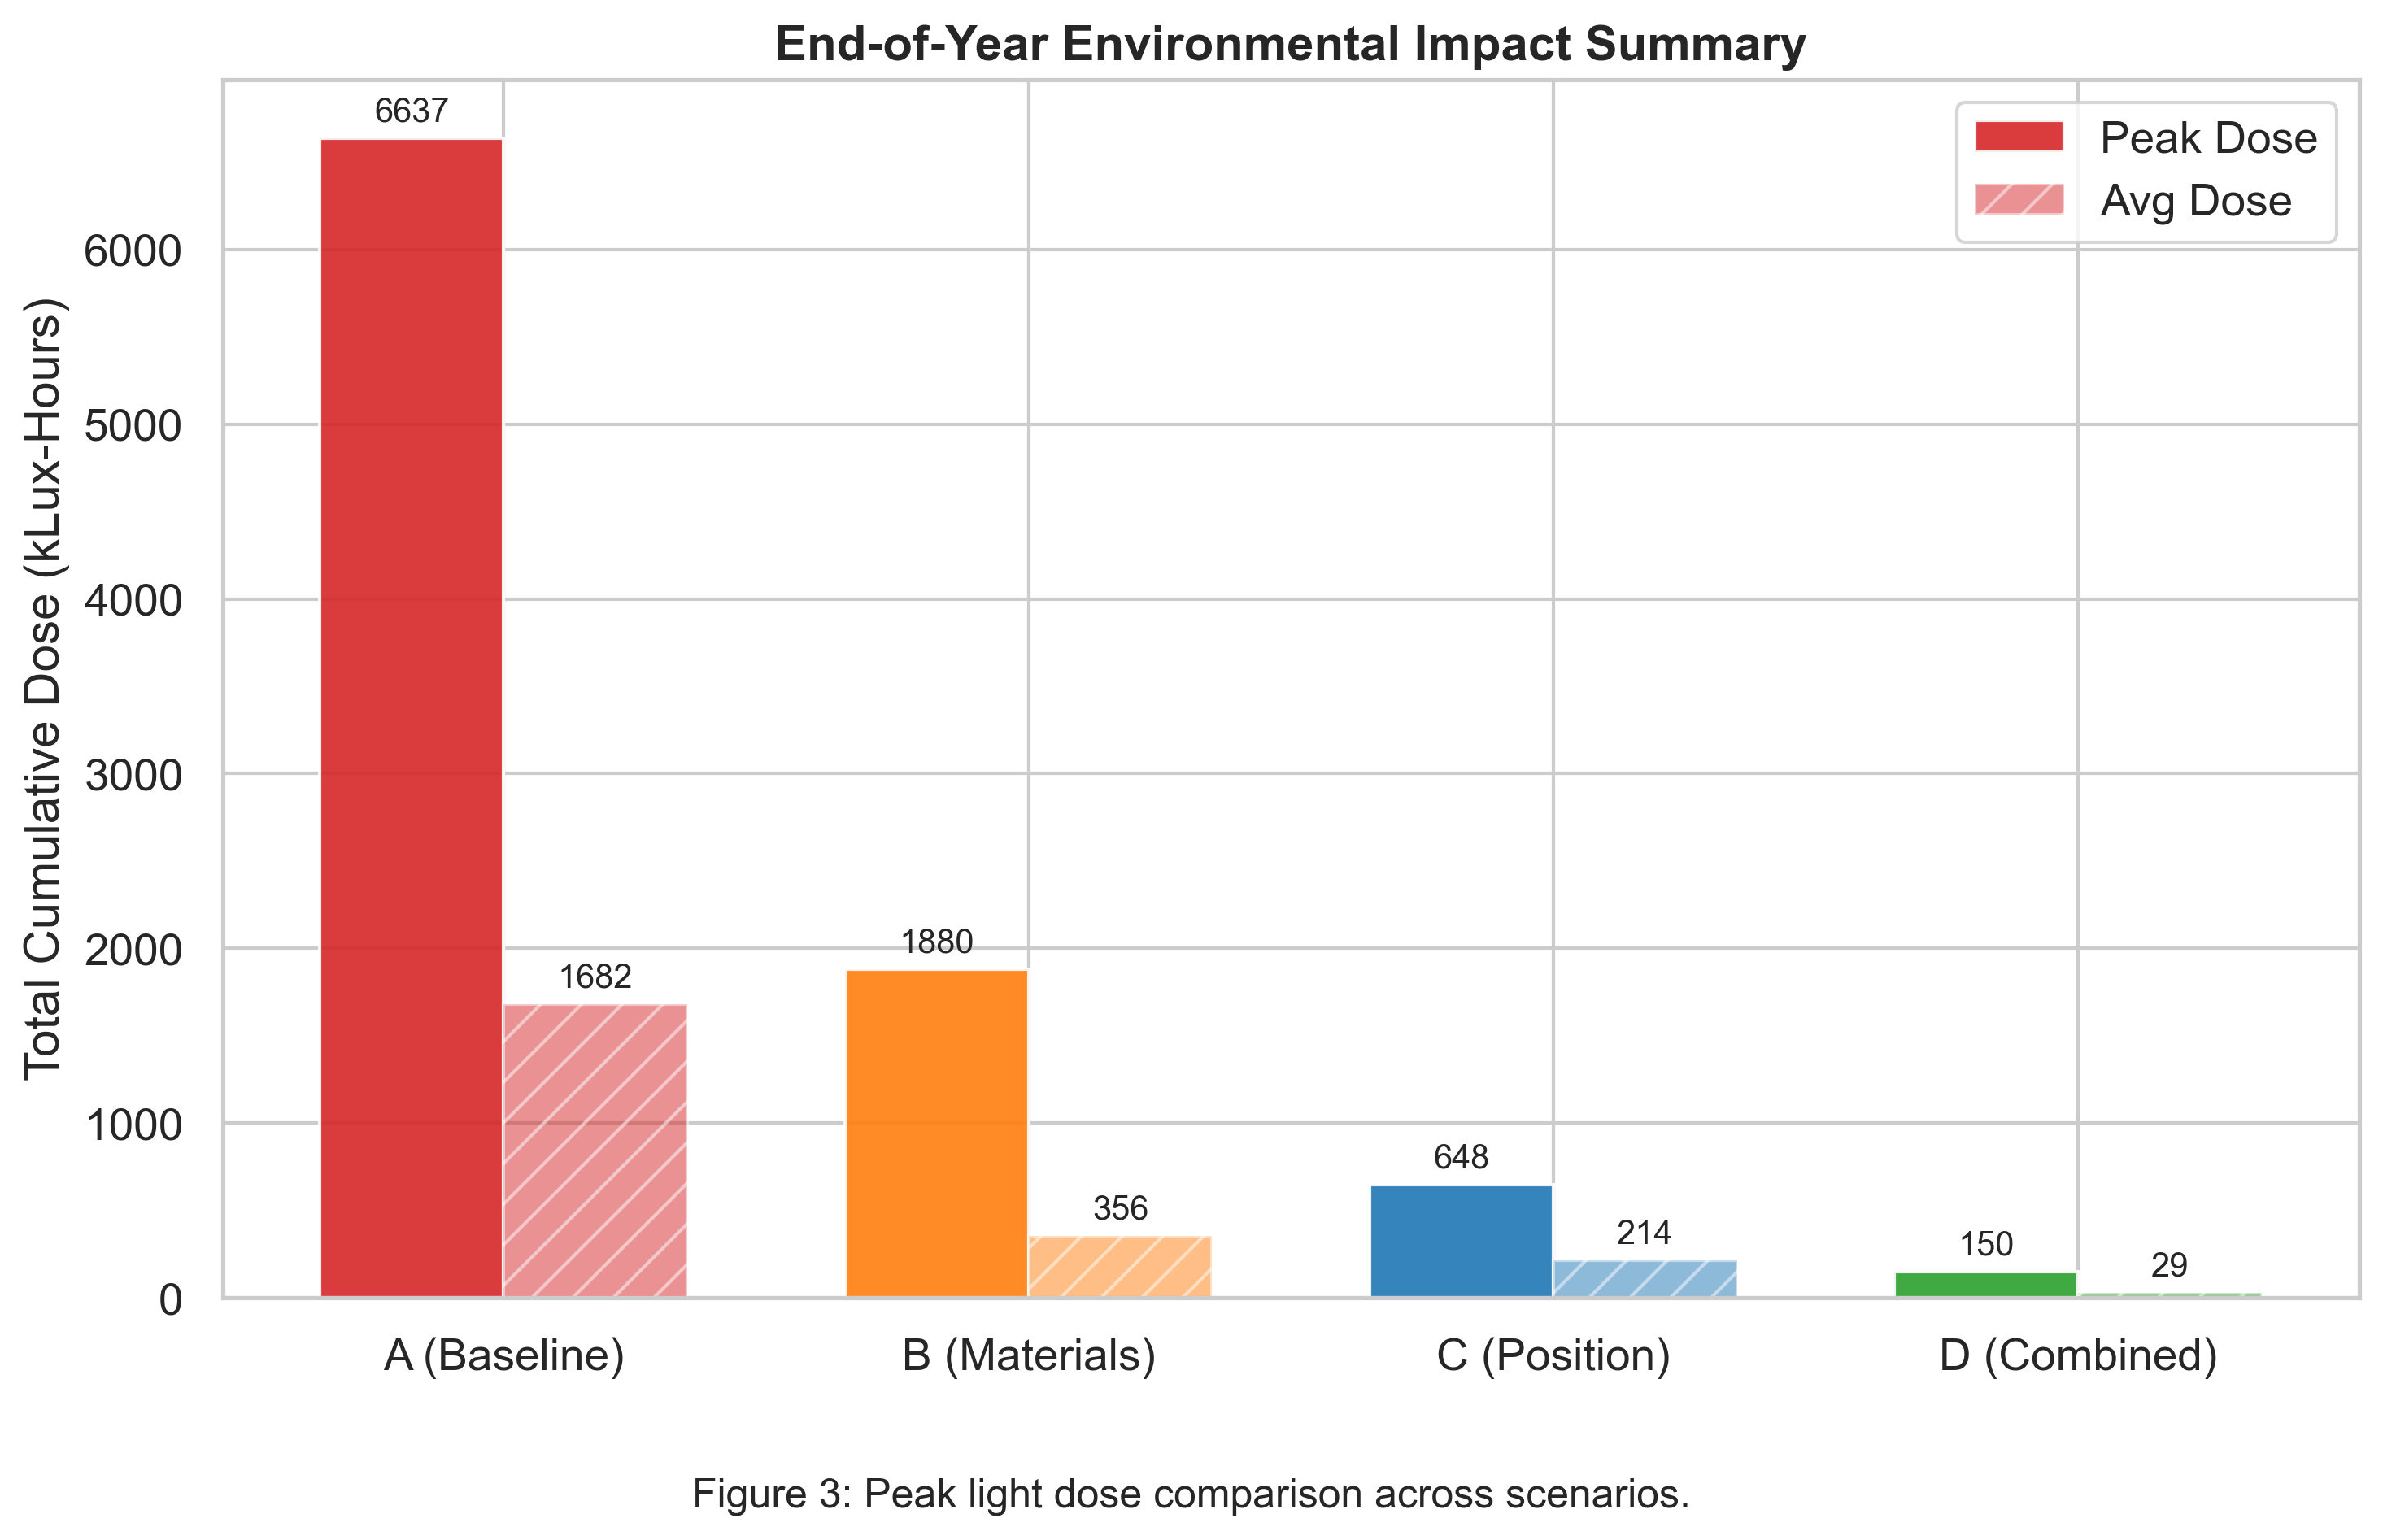 End-of-Year Environmental Impact Summary
Total Cumulative Dose (kLux-Hours)
6000
5000
4000
3000
2000
1000
0
Peak Dose
Avg Dose
6637
1682
1880
356
648
214
150
29
A (Baseline)
B (Materials)
C (Position)
D (Combined)
Figure 3: Peak light dose comparison across scenarios.